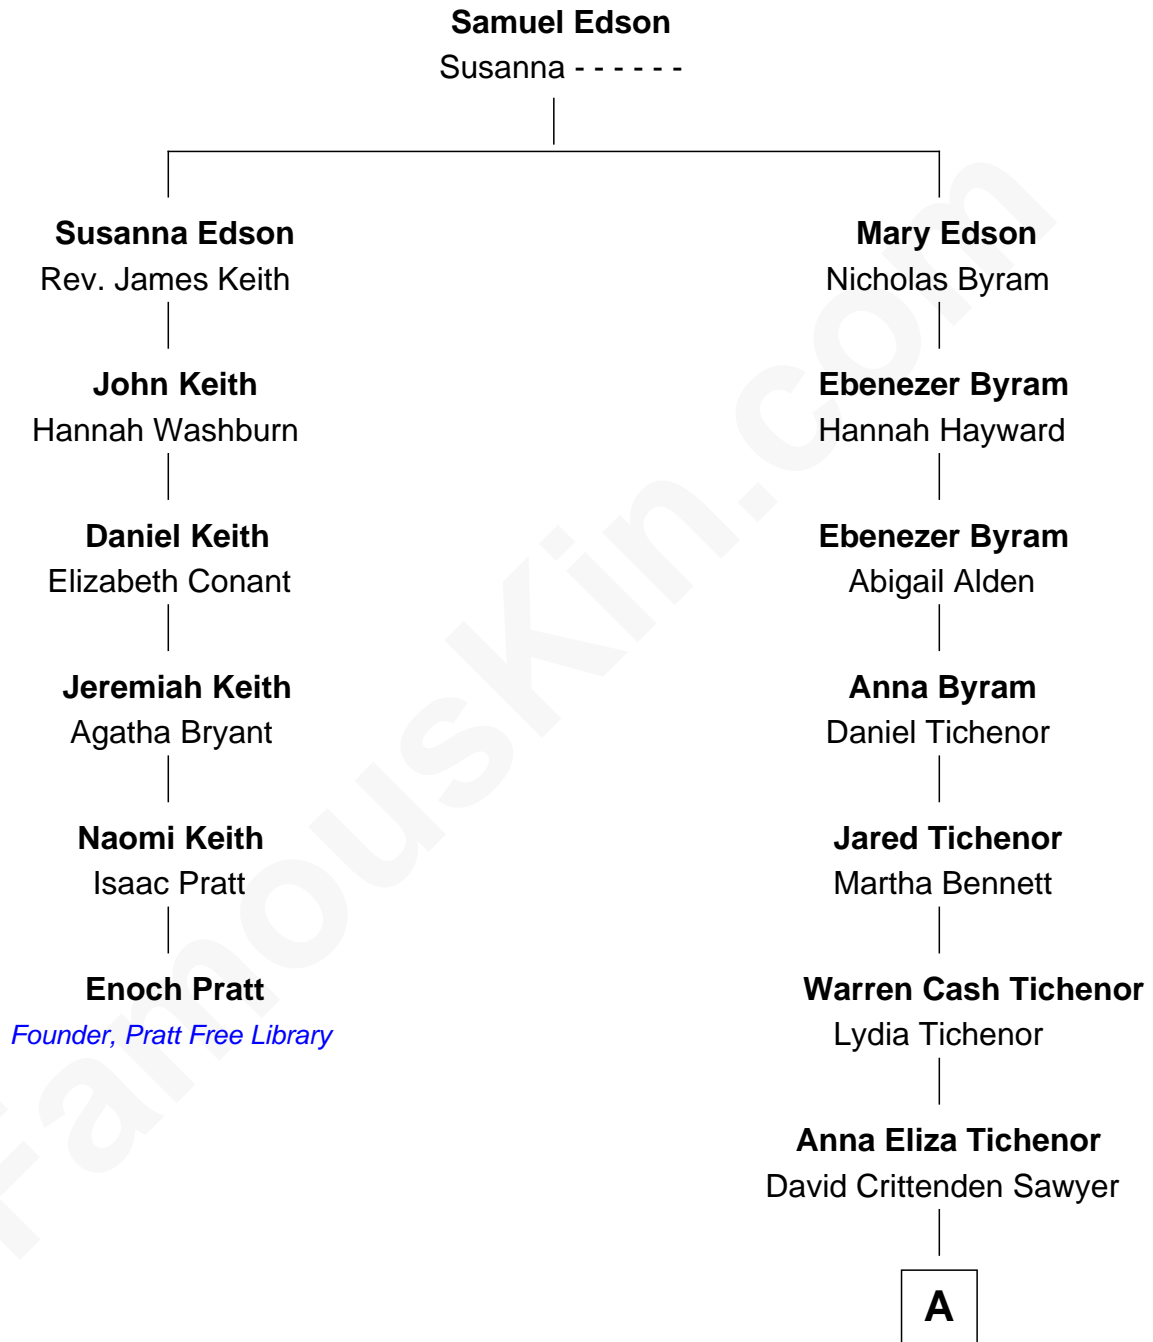 Samuel Edson
Susanna - - - - - -
Susanna Edson
Rev. James Keith
Mary Edson
Nicholas Byram
John Keith
Hannah Washburn
Ebenezer Byram
Hannah Hayward
Daniel Keith
Elizabeth Conant
Ebenezer Byram
Abigail Alden
Jeremiah Keith
Agatha Bryant
Anna Byram
Daniel Tichenor
Naomi Keith
Isaac Pratt
Jared Tichenor
Martha Bennett
Enoch Pratt
Founder, Pratt Free Library
Warren Cash Tichenor
Lydia Tichenor
Anna Eliza Tichenor
David Crittenden Sawyer
A
FamousKin.com